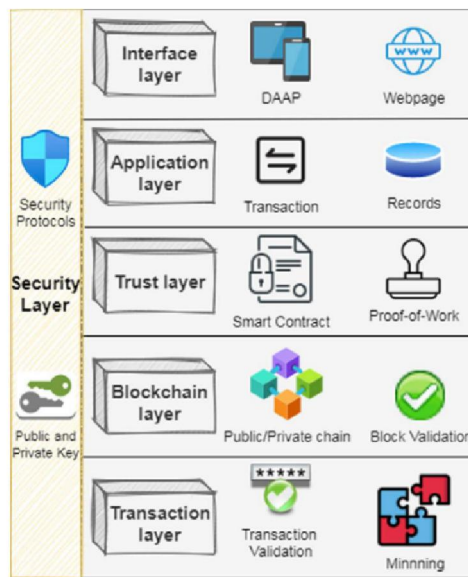 Security
Protocols
Security
Layer
Public and
Private Key
Interface
layer
DAAP
Webpage
Application
layer
Transaction
Records
Trust layer
Smart Contract
Proof-of-Work
Blockchain
layer
Public/Private chain
Block Validation
Transaction
layer
*****
Transaction
Validation
Minnning
www